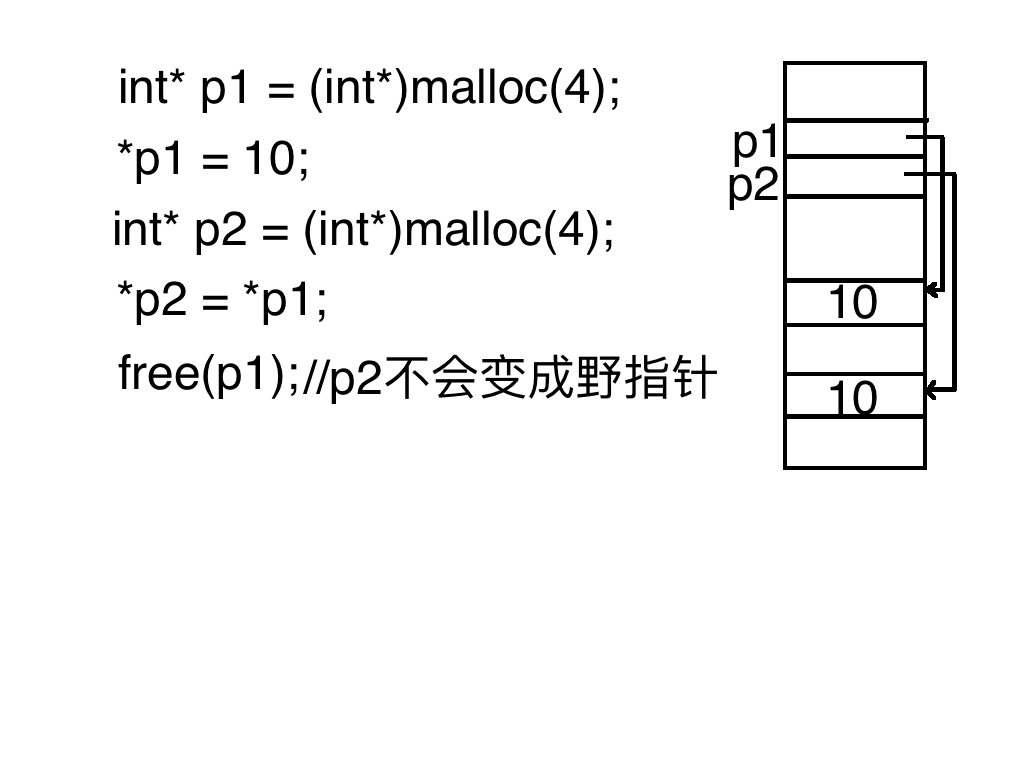 int* p1 = (int*)malloc(4);
*p1 = 10;
int* p2 = (int*)malloc(4);
*p2 = *p1;
free(p1);//p2不会变成野指针
p1
p2
10
10